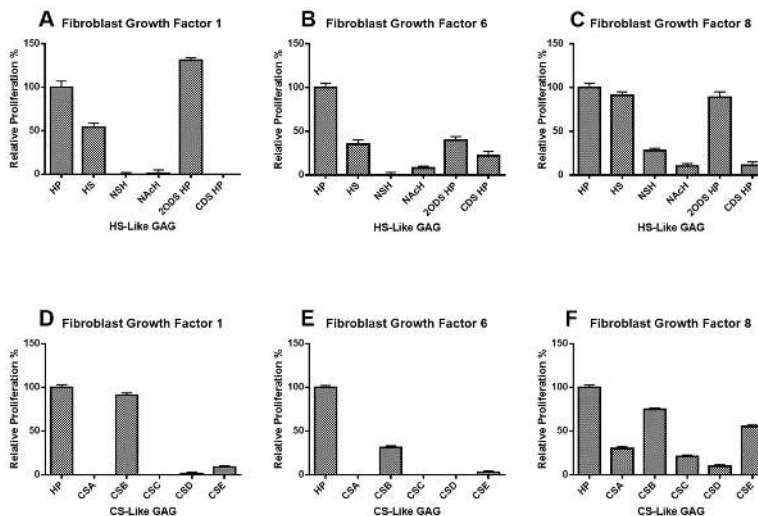 A Fibroblast Growth Factor 1
Relative Proliferation %
150
100
50
0
HP HS NSH NAcH 2ODS HP CDS HP
HS-Like GAG
B Fibroblast Growth Factor 6
Relative Proliferation %
150
100
50
0
HP HS NSH NAcH 2ODS HP CDS HP
HS-Like GAG
C Fibroblast Growth Factor 8
Relative Proliferation %
150
100
50
0
HP HS NSH NAcH 2ODS HP CDS HP
HS-Like GAG
D Fibroblast Growth Factor 1
Relative Proliferation %
150
100
50
0
HP CSA CSB CSC CSD CSE
CS-Like GAG
E Fibroblast Growth Factor 6
Relative Proliferation %
150
100
50
0
HP CSA CSB CSC CSD CSE
CS-Like GAG
F Fibroblast Growth Factor 8
Relative Proliferation %
150
100
50
0
HP CSA CSB CSC CSD CSE
CS-Like GAG